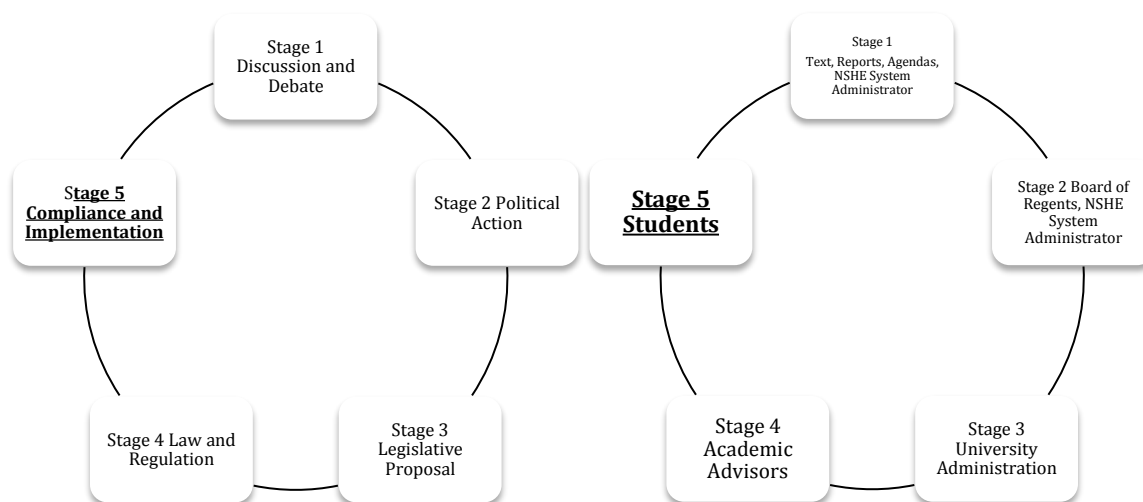 Stage 1
Discussion and
Debate
Stage 2 Political
Action
Stage 3
Legislative
Proposal
Stage 4 Law and
Regulation
Stage 5
Compliance and
Implementation
Stage 1
Text, Reports, Agendas,
NSHE System
Administrator
Stage 2 Board of
Regents, NSHE
System
Administrator
Stage 3
University
Administration
Stage 4
Academic
Advisors
Stage 5
Students